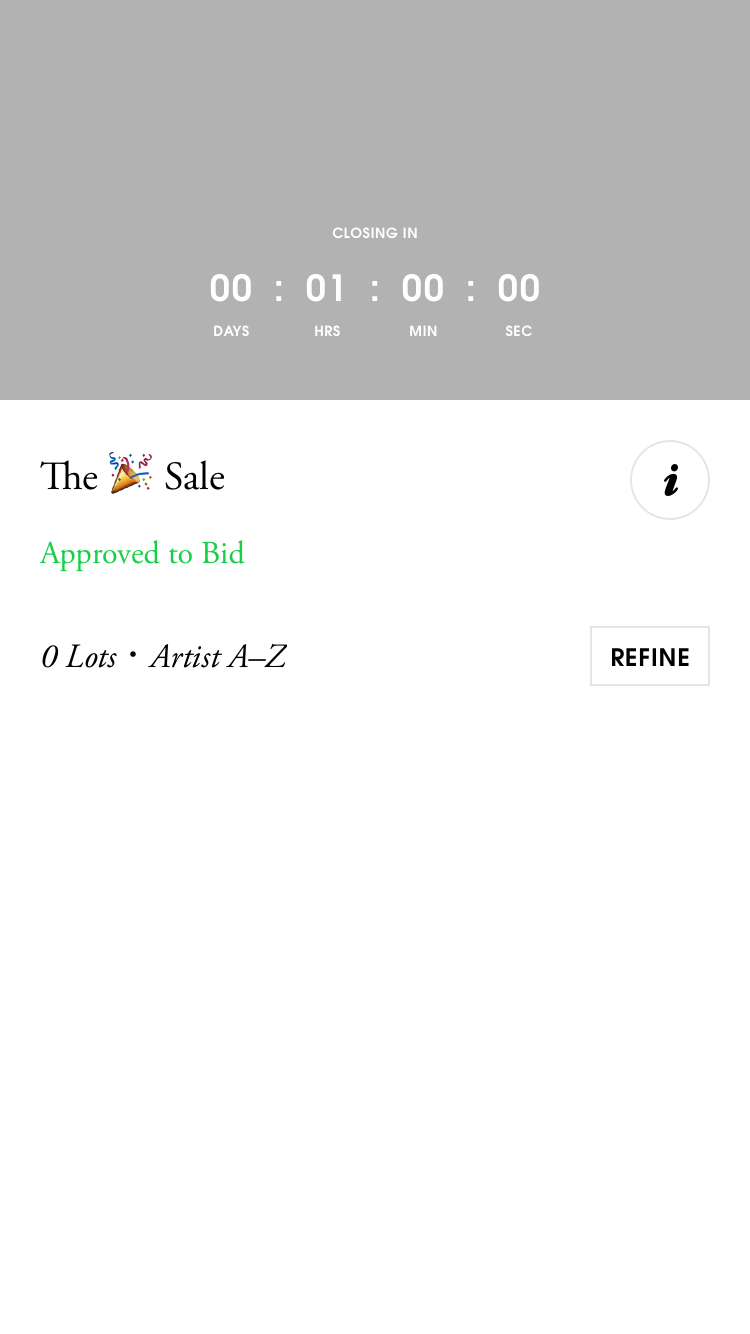 CLOSING IN
00 : 01 : 00 : 00
DAYS HRS MIN SEC
The 🎉 Sale
i
Approved to Bid
0 Lots • Artist A–Z
REFINE